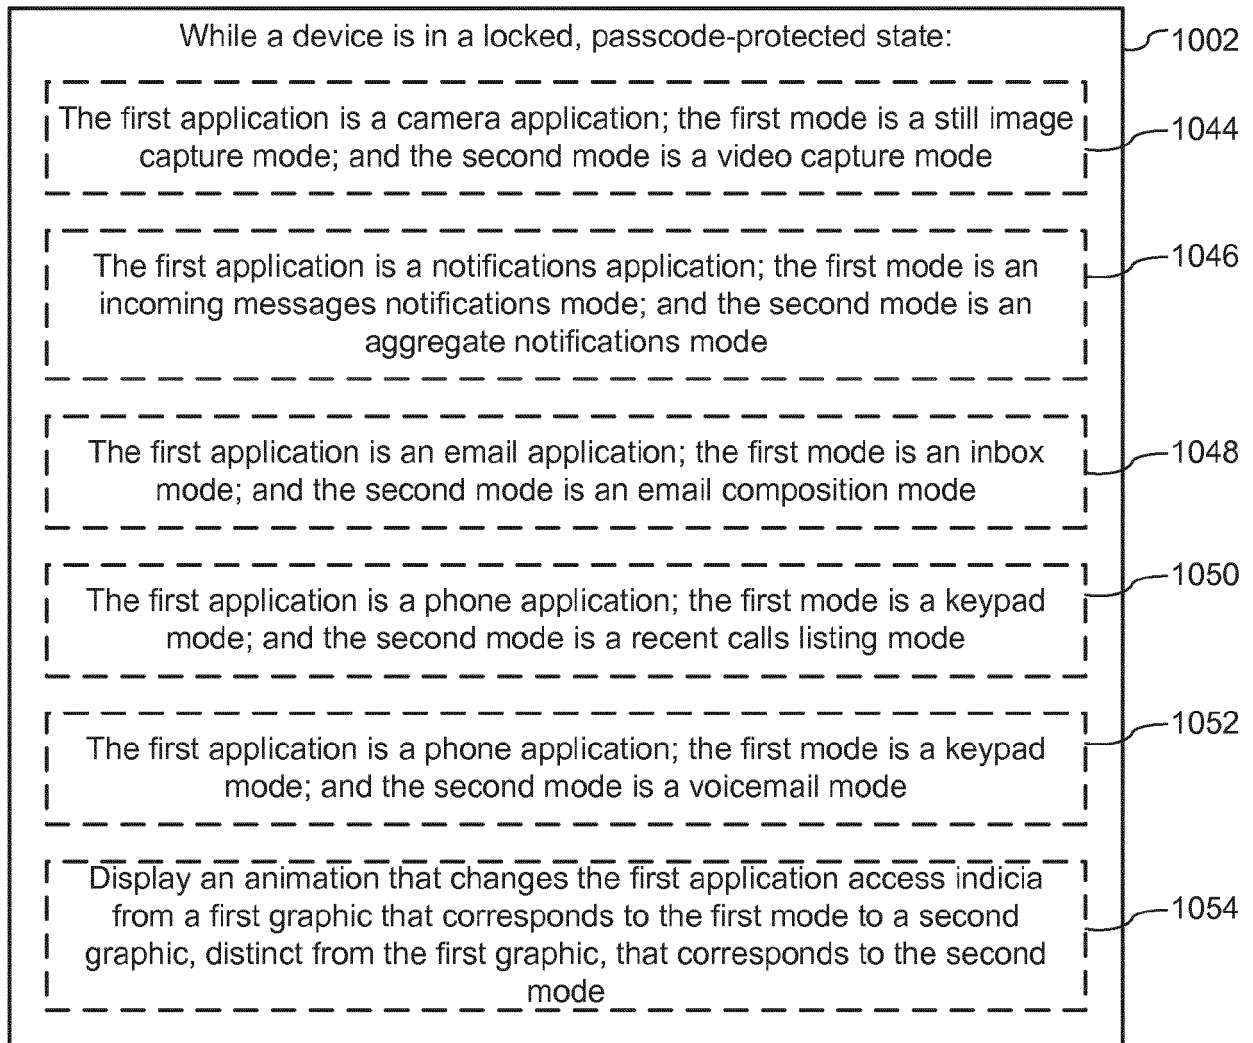 While a device is in a locked, passcode-protected state:
1002
The first application is a camera application; the first mode is a still image
capture mode; and the second mode is a video capture mode
1044
The first application is a notifications application; the first mode is an
incoming messages notifications mode; and the second mode is an
aggregate notifications mode
1046
The first application is an email application; the first mode is an inbox
mode; and the second mode is an email composition mode
1048
The first application is a phone application; the first mode is a keypad
mode; and the second mode is a recent calls listing mode
1050
The first application is a phone application; the first mode is a keypad
mode; and the second mode is a voicemail mode
1052
Display an animation that changes the first application access indicia
from a first graphic that corresponds to the first mode to a second
graphic, distinct from the first graphic, that corresponds to the second
mode
1054